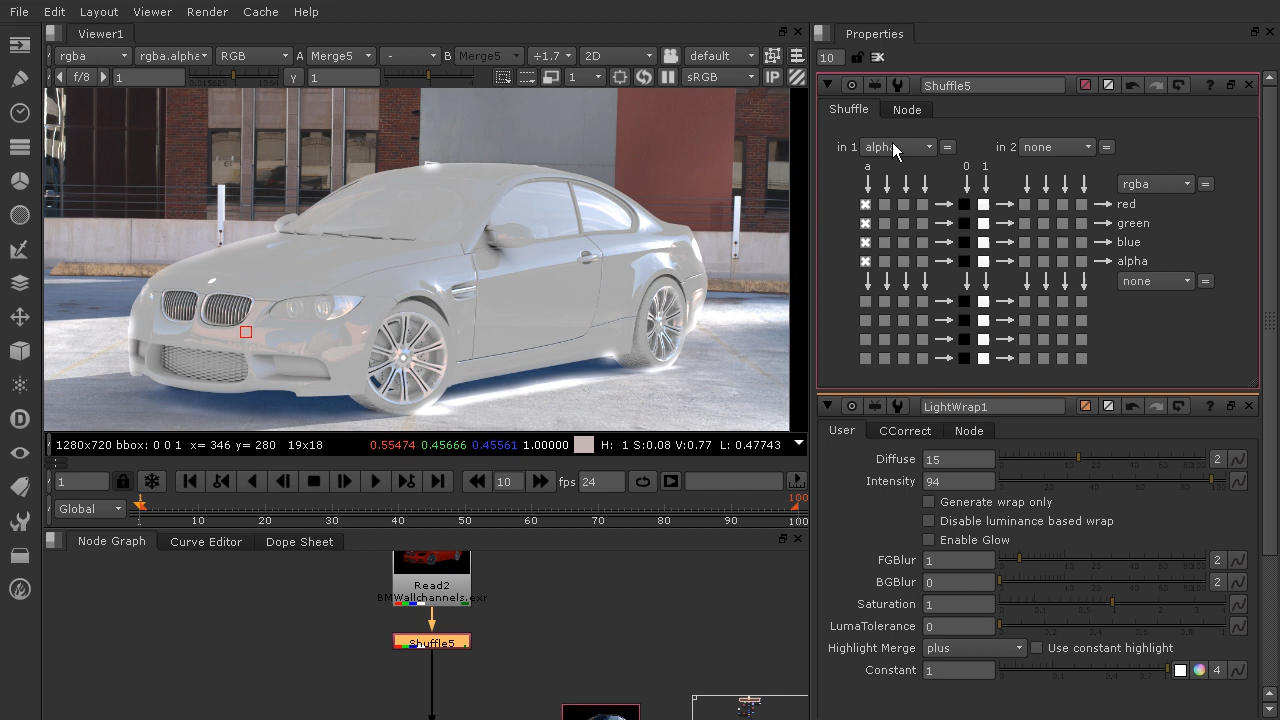 File Edit Layout Viewer Render Cache Help
Viewer1
Properties
rgba rgba.alpha RGB A Merge5 - B Merge5 ÷1.7 2D default
10
f/8 1 γ 1 1 sRGB IP
Shuffle5
Shuffle Node
in 1 alpha = in 2 none =
a 0 1
rgba =
red
green
blue
alpha
none =
LightWrap1
User CCorrect Node
1280x720 bbox: 0 0 1 x= 346 y= 280 19x18 0.55474 0.45666 0.45561 1.00000 H: 1 S:0.08 V:0.77 L: 0.47743
Diffuse 15 2
Intensity 94
1 10 fps 24
Generate wrap only
Global 1 1 10 20 30 40 50 60 70 80 90 100 100
Disable luminance based wrap
Enable Glow
Node Graph Curve Editor Dope Sheet
FGBlur 1 2
BGBlur 0 2
Saturation 1
LumaTolerance 0
Highlight Merge plus Use constant highlight
Constant 1 4
Read2
BMWallchannels.exr
Shuffle5